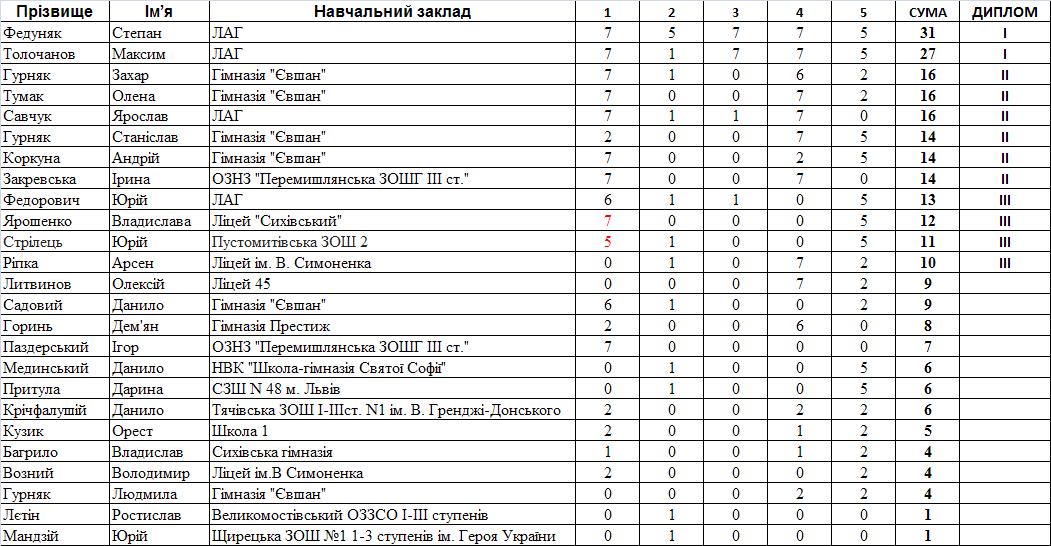 Прізвище Ім’я Навчальний заклад 1 2 3 4 5 СУМА ДИПЛОМ
Федуняк Степан ЛАГ 7 5 7 7 5 31 І
Толочанов Максим ЛАГ 7 1 7 7 5 27 І
Гурняк Захар Гімназія "Євшан" 7 1 0 6 2 16 ІІ
Тумак Олена Гімназія "Євшан" 7 0 0 7 2 16 ІІ
Савчук Ярослав ЛАГ 7 1 1 7 0 16 ІІ
Гурняк Станіслав Гімназія "Євшан" 2 0 0 7 5 14 ІІ
Коркуна Андрій Гімназія "Євшан" 7 0 0 2 5 14 ІІ
Закревська Ірина ОЗНЗ "Перемишлянська ЗОШГ ІІІ ст." 7 0 0 7 0 14 ІІ
Федорович Юрій ЛАГ 6 1 1 0 5 13 ІІІ
Ярошенко Владислава Ліцей "Сихівський" 7 0 0 0 5 12 ІІІ
Стрілець Юрій Пустомитівська ЗОШ 2 5 1 0 0 5 11 ІІІ
Ріпка Арсен Ліцей ім. В. Симоненка 0 1 0 7 2 10 ІІІ
Литвинов Олексій Ліцей 45 0 0 0 7 2 9
Садовий Данило Гімназія "Євшан" 6 1 0 0 2 9
Горинь Дем'ян Гімназія Престиж 2 0 0 6 0 8
Паздерський Ігор ОЗНЗ "Перемишлянська ЗОШГ ІІІ ст." 7 0 0 0 0 7
Мединський Данило НВК "Школа-гімназія Святої Софії" 0 1 0 0 5 6
Притула Дарина СЗШ N 48 м. Львів 0 1 0 0 5 6
Крічфалушій Данило Тячівська ЗОШ І-ІІІст. N1 ім. В. Гренджі-Донського 2 0 0 2 2 6
Кузик Орест Школа 1 2 0 0 1 2 5
Багрило Владислав Сихівська гімназія 1 0 0 1 2 4
Возний Володимир Ліцей ім.В Симоненка 2 0 0 0 2 4
Гурняк Людмила Гімназія "Євшан" 0 0 0 2 2 4
Лєтін Ростислав Великомостівський ОЗЗСО І-ІІІ ступенів 0 1 0 0 0 1
Мандзій Юрій Щирецька ЗОШ №1 1-3 ступенів ім. Героя України 0 1 0 0 0 1